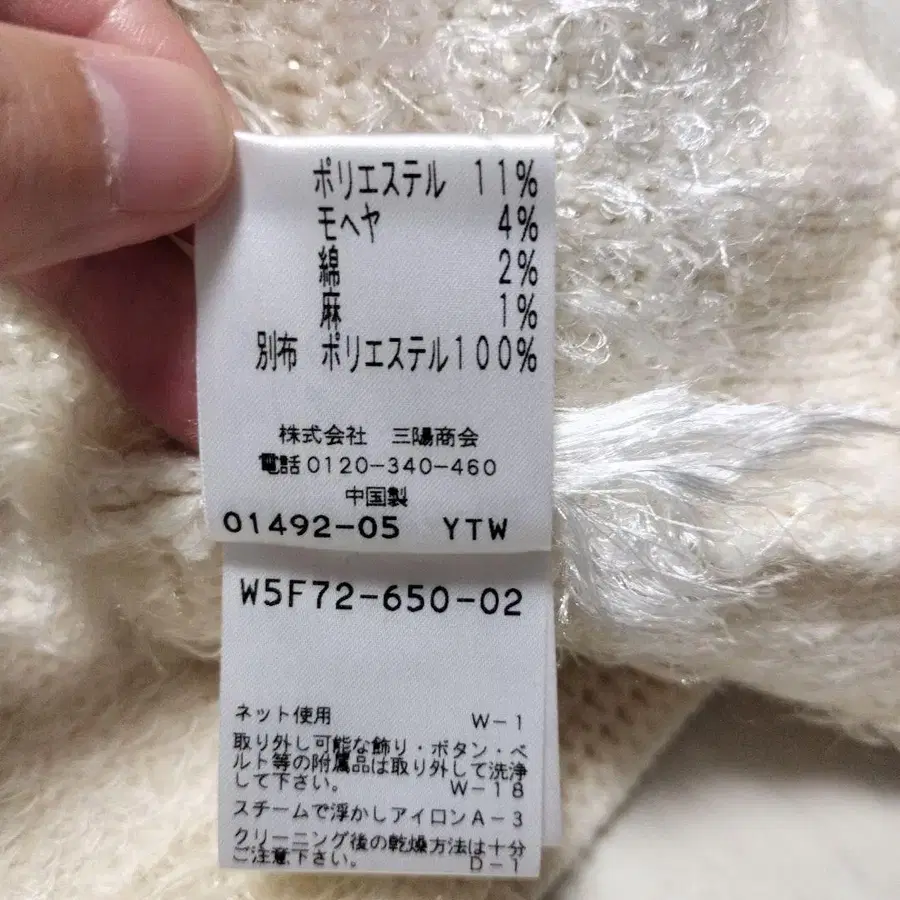 ポリエステル 11%
モヘヤ 4%
綿 2%
麻 1%
別布 ポリエステル100%
株式会社 三陽商会
電話0120-340-460
中国製
01492-05 YTW
W5F72-650-02
ネット使用 W-1
取り外し可能な飾り・ボタン・ベ
ルト等の附属品は取り外して洗浄
して下さい。 W-18
スチームで浮かしアイロンA-3
クリーニング後の乾燥方法は十分
ご注意下さい。 D-1